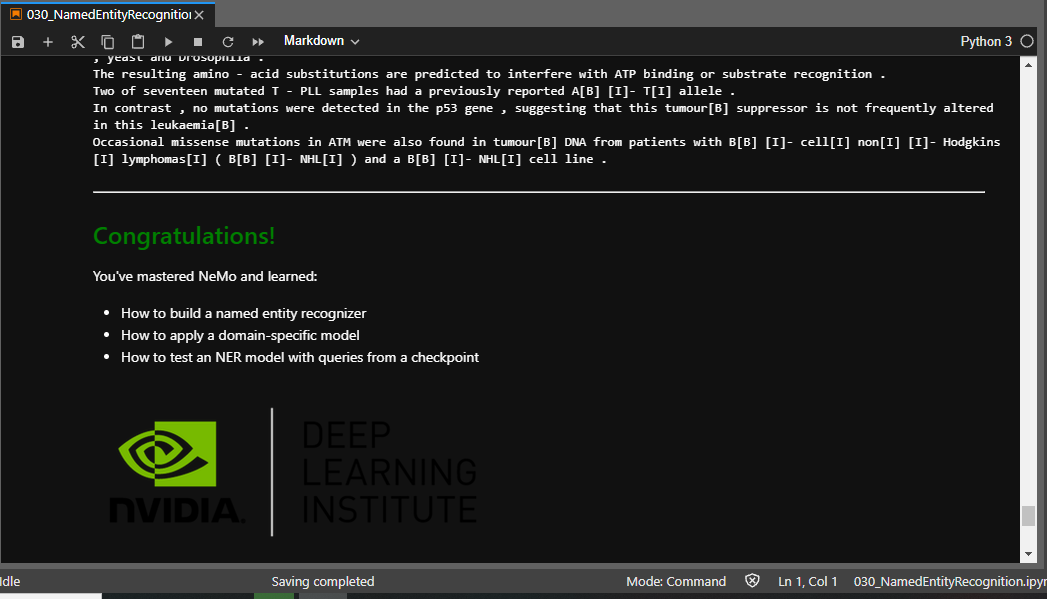 030_NamedEntityRecognition
Markdown
Python 3
, yeast and Drosophila .
The resulting amino - acid substitutions are predicted to interfere with ATP binding or substrate recognition .
Two of seventeen mutated T - PLL samples had a previously reported A[B] [I]- T[I] allele .
In contrast , no mutations were detected in the p53 gene , suggesting that this tumour[B] suppressor is not frequently altered
in this leukaemia[B] .
Occasional missense mutations in ATM were also found in tumour[B] DNA from patients with B[B] [I]- cell[I] non[I] [I]- Hodgkins
[I] lymphomas[I] ( B[B] [I]- NHL[I] ) and a B[B] [I]- NHL[I] cell line .
Congratulations!
You've mastered NeMo and learned:
• How to build a named entity recognizer
• How to apply a domain-specific model
• How to test an NER model with queries from a checkpoint
NVIDIA.
DEEP
LEARNING
INSTITUTE
Idle
Saving completed
Mode: Command
Ln 1, Col 1
030_NamedEntityRecognition.ipyn